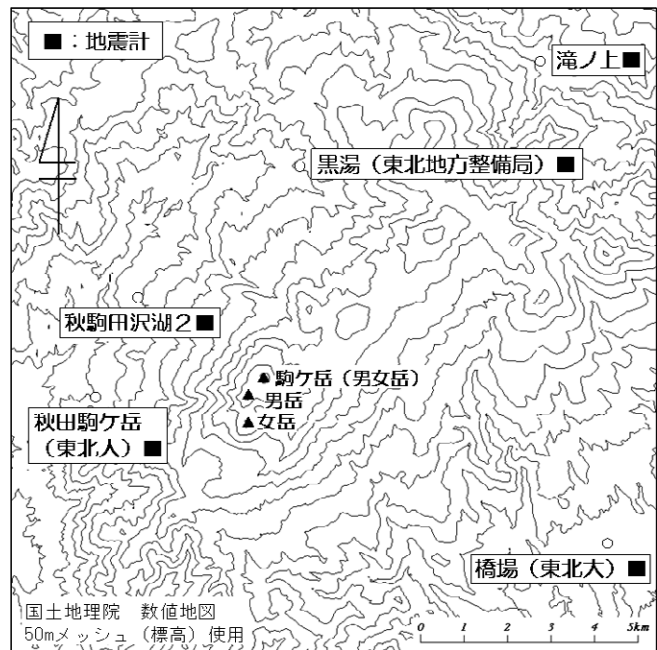 ■：地震計
滝ノ上■
黒湯（東北地方整備局）■
秋駒田沢湖２■
駒ケ岳（男女岳）
男岳
女岳
秋田駒ケ岳
（東北大）■
橋場（東北大）■
国土地理院　数値地図
50mメッシュ（標高）使用
0 1 2 3 4 5km